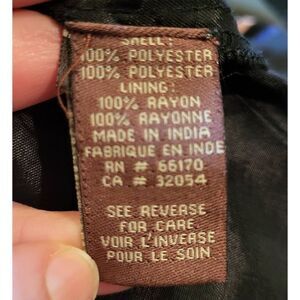 SHELL:
100% POLYESTER
100% POLYESTER
LINING:
100% RAYON
100% RAYONNE
MADE IN INDIA
FABRIQUE EN INDE
RN # 66170
CA # 32054
SEE REVERSE
FOR CARE
VOIR L'INVERSE
POUR LE SOIN